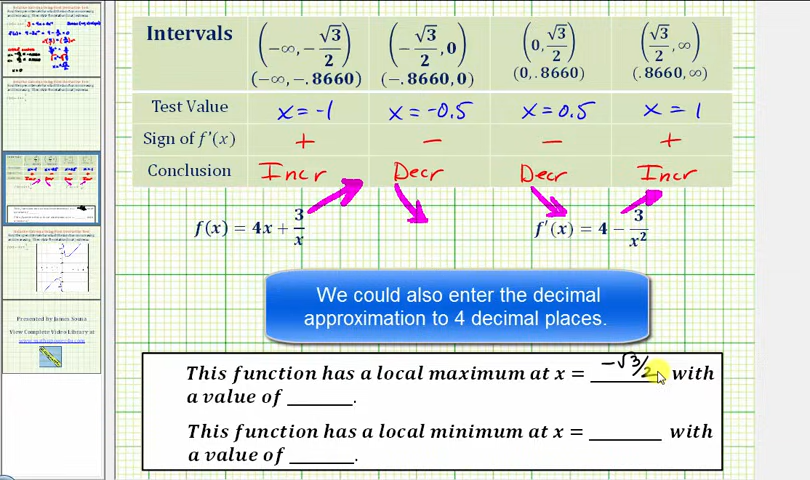 Intervals (−∞, −√3/2) (−√3/2, 0) (0, √3/2) (√3/2, ∞)
(−∞, −.8660) (−.8660, 0) (0, .8660) (.8660, ∞)
Test Value x = -1 x = -0.5 x = 0.5 x = 1
Sign of f′(x) + − − +
Conclusion Incr Decr Decr Incr
f(x) = 4x + 3/x f′(x) = 4 − 3/x²
We could also enter the decimal
approximation to 4 decimal places.
This function has a local maximum at x = -√3/2 with
a value of ______.
This function has a local minimum at x = ______ with
a value of ______.
Presented by James Sousa
View Complete Video Library at